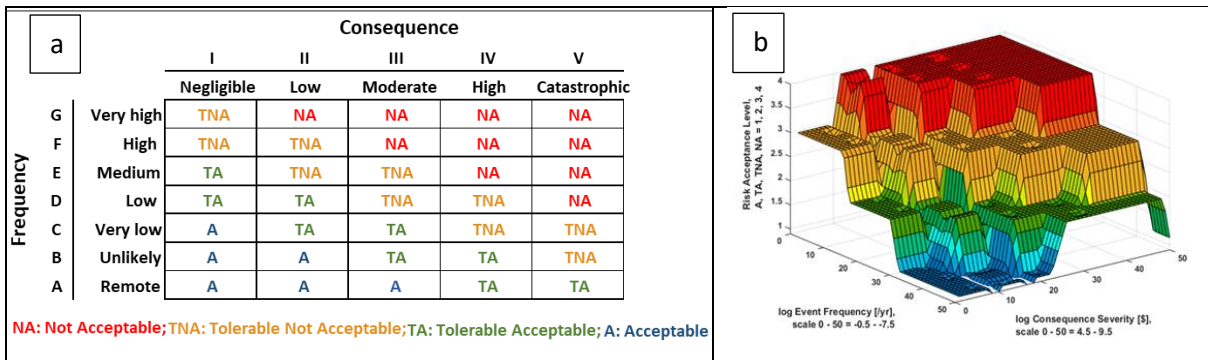 a
Consequence
I II III IV V
Negligible Low Moderate High Catastrophic
Frequency
G Very high TNA NA NA NA NA
F High TNA TNA NA NA NA
E Medium TA TNA TNA NA NA
D Low TA TA TNA TNA NA
C Very low A TA TA TNA TNA
B Unlikely A A TA TA TNA
A Remote A A A TA TA
NA: Not Acceptable; TNA: Tolerable Not Acceptable; TA: Tolerable Acceptable; A: Acceptable
b
Risk Acceptance Level,
A, TA, TNA, NA = 1, 2, 3, 4
4
3.5
3
2.5
2
1.5
1
0
10
20
30
40
50
log Event Frequency [/yr],
scale 0 - 50 = -0.5 - -7.5
0
10
20
30
40
50
log Consequence Severity [$],
scale 0 - 50 = 4.5 - 9.5